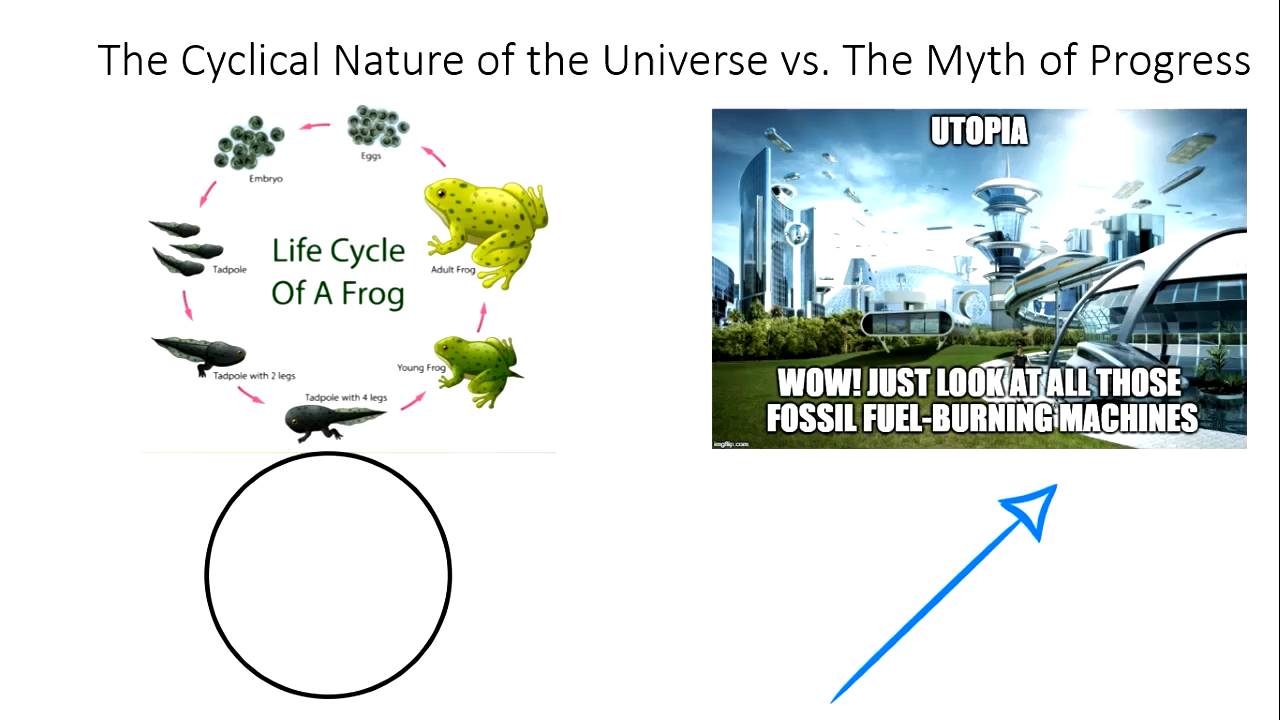 The Cyclical Nature of the Universe vs. The Myth of Progress
Eggs
Embryo
Tadpole
Life Cycle
Of A Frog
Adult Frog
Tadpole with 2 legs
Young Frog
Tadpole with 4 legs
UTOPIA
WOW! JUST LOOK AT ALL THOSE
FOSSIL FUEL-BURNING MACHINES
imgflip.com